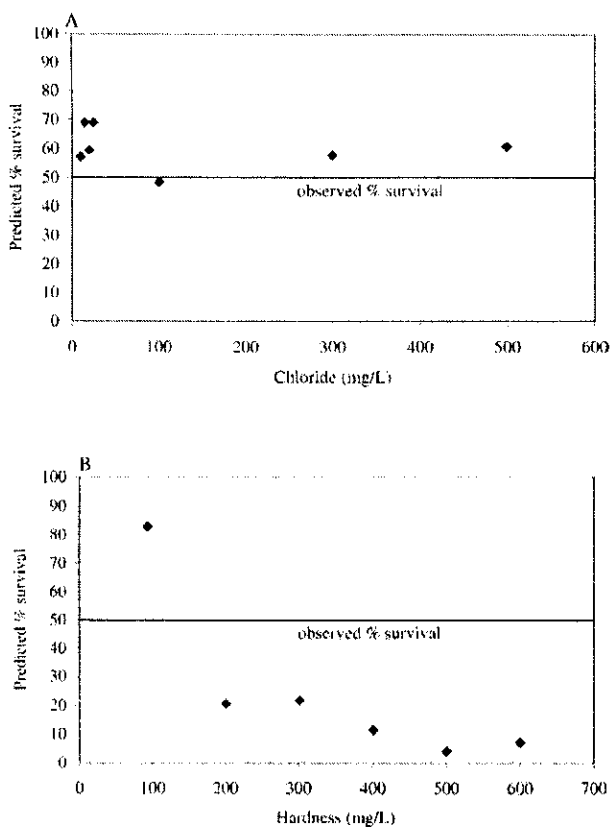 A
100
90
80
70
60
50
40
30
20
10
0
Predicted % survival
observed % survival
0 100 200 300 400 500 600
Chloride (mg/L)
B
100
90
80
70
60
50
40
30
20
10
0
Predicted % survival
observed % survival
0 100 200 300 400 500 600 700
Hardness (mg/L)